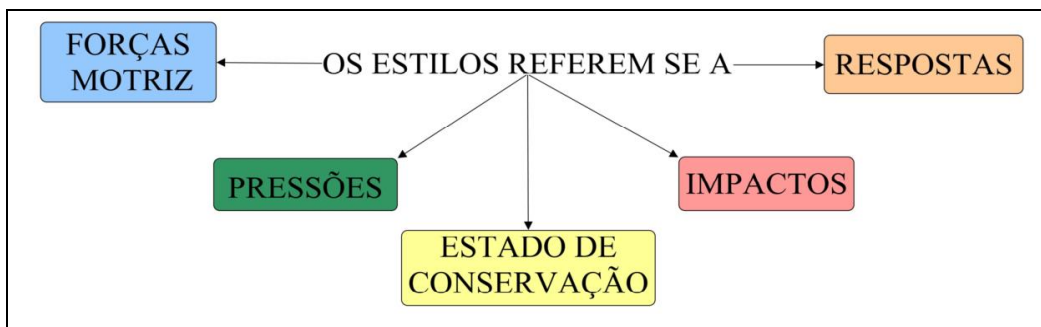 FORÇAS
MOTRIZ
OS ESTILOS REFEREM SE A
RESPOSTAS
PRESSÕES
IMPACTOS
ESTADO DE
CONSERVAÇÃO